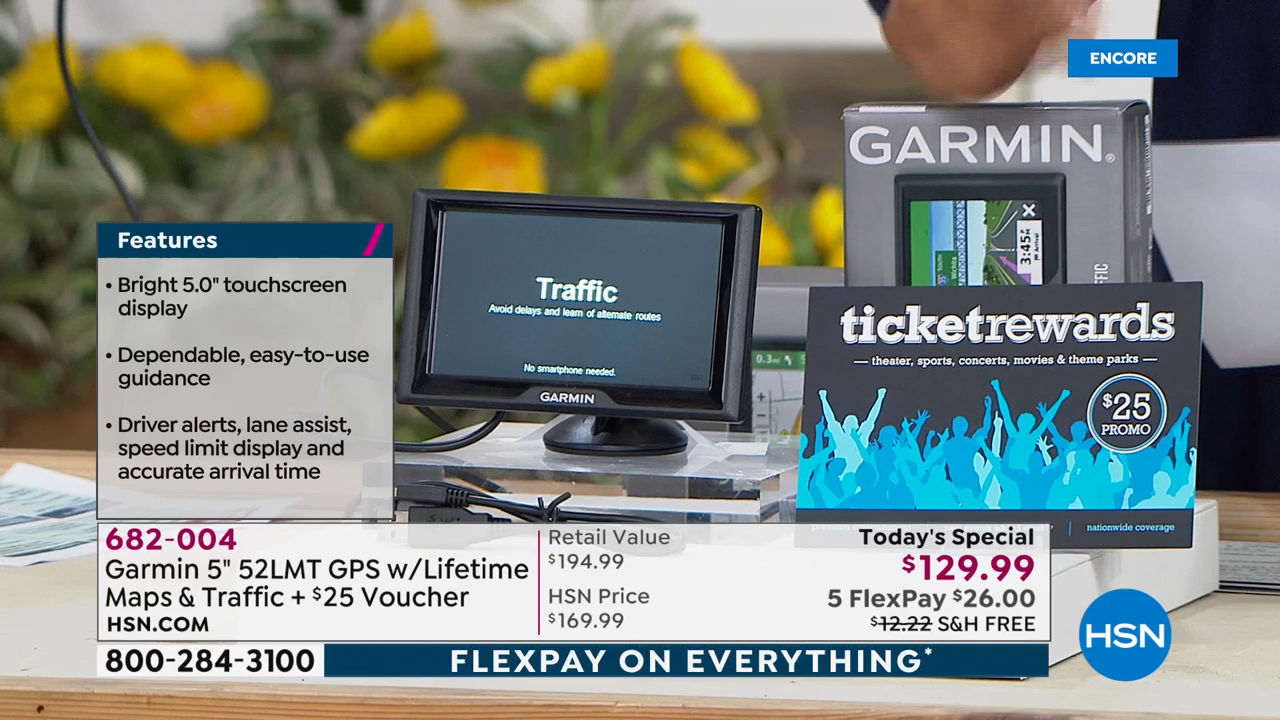 ENCORE
GARMIN
3:45
Features
• Bright 5.0" touchscreen
display
• Dependable, easy-to-use
guidance
• Driver alerts, lane assist,
speed limit display and
accurate arrival time
Traffic
Avoid delays and learn of alternate routes
No smartphone needed.
GARMIN
0.3
ticketrewards
— theater, sports, concerts, movies & theme parks —
$25
PROMO
nationwide coverage
682-004
Garmin 5" 52LMT GPS w/Lifetime
Maps & Traffic + $25 Voucher
HSN.COM
Retail Value
$194.99
HSN Price
$169.99
Today's Special
$129.99
5 FlexPay $26.00
$12.22 S&H FREE
HSN
800-284-3100
FLEXPAY ON EVERYTHING*